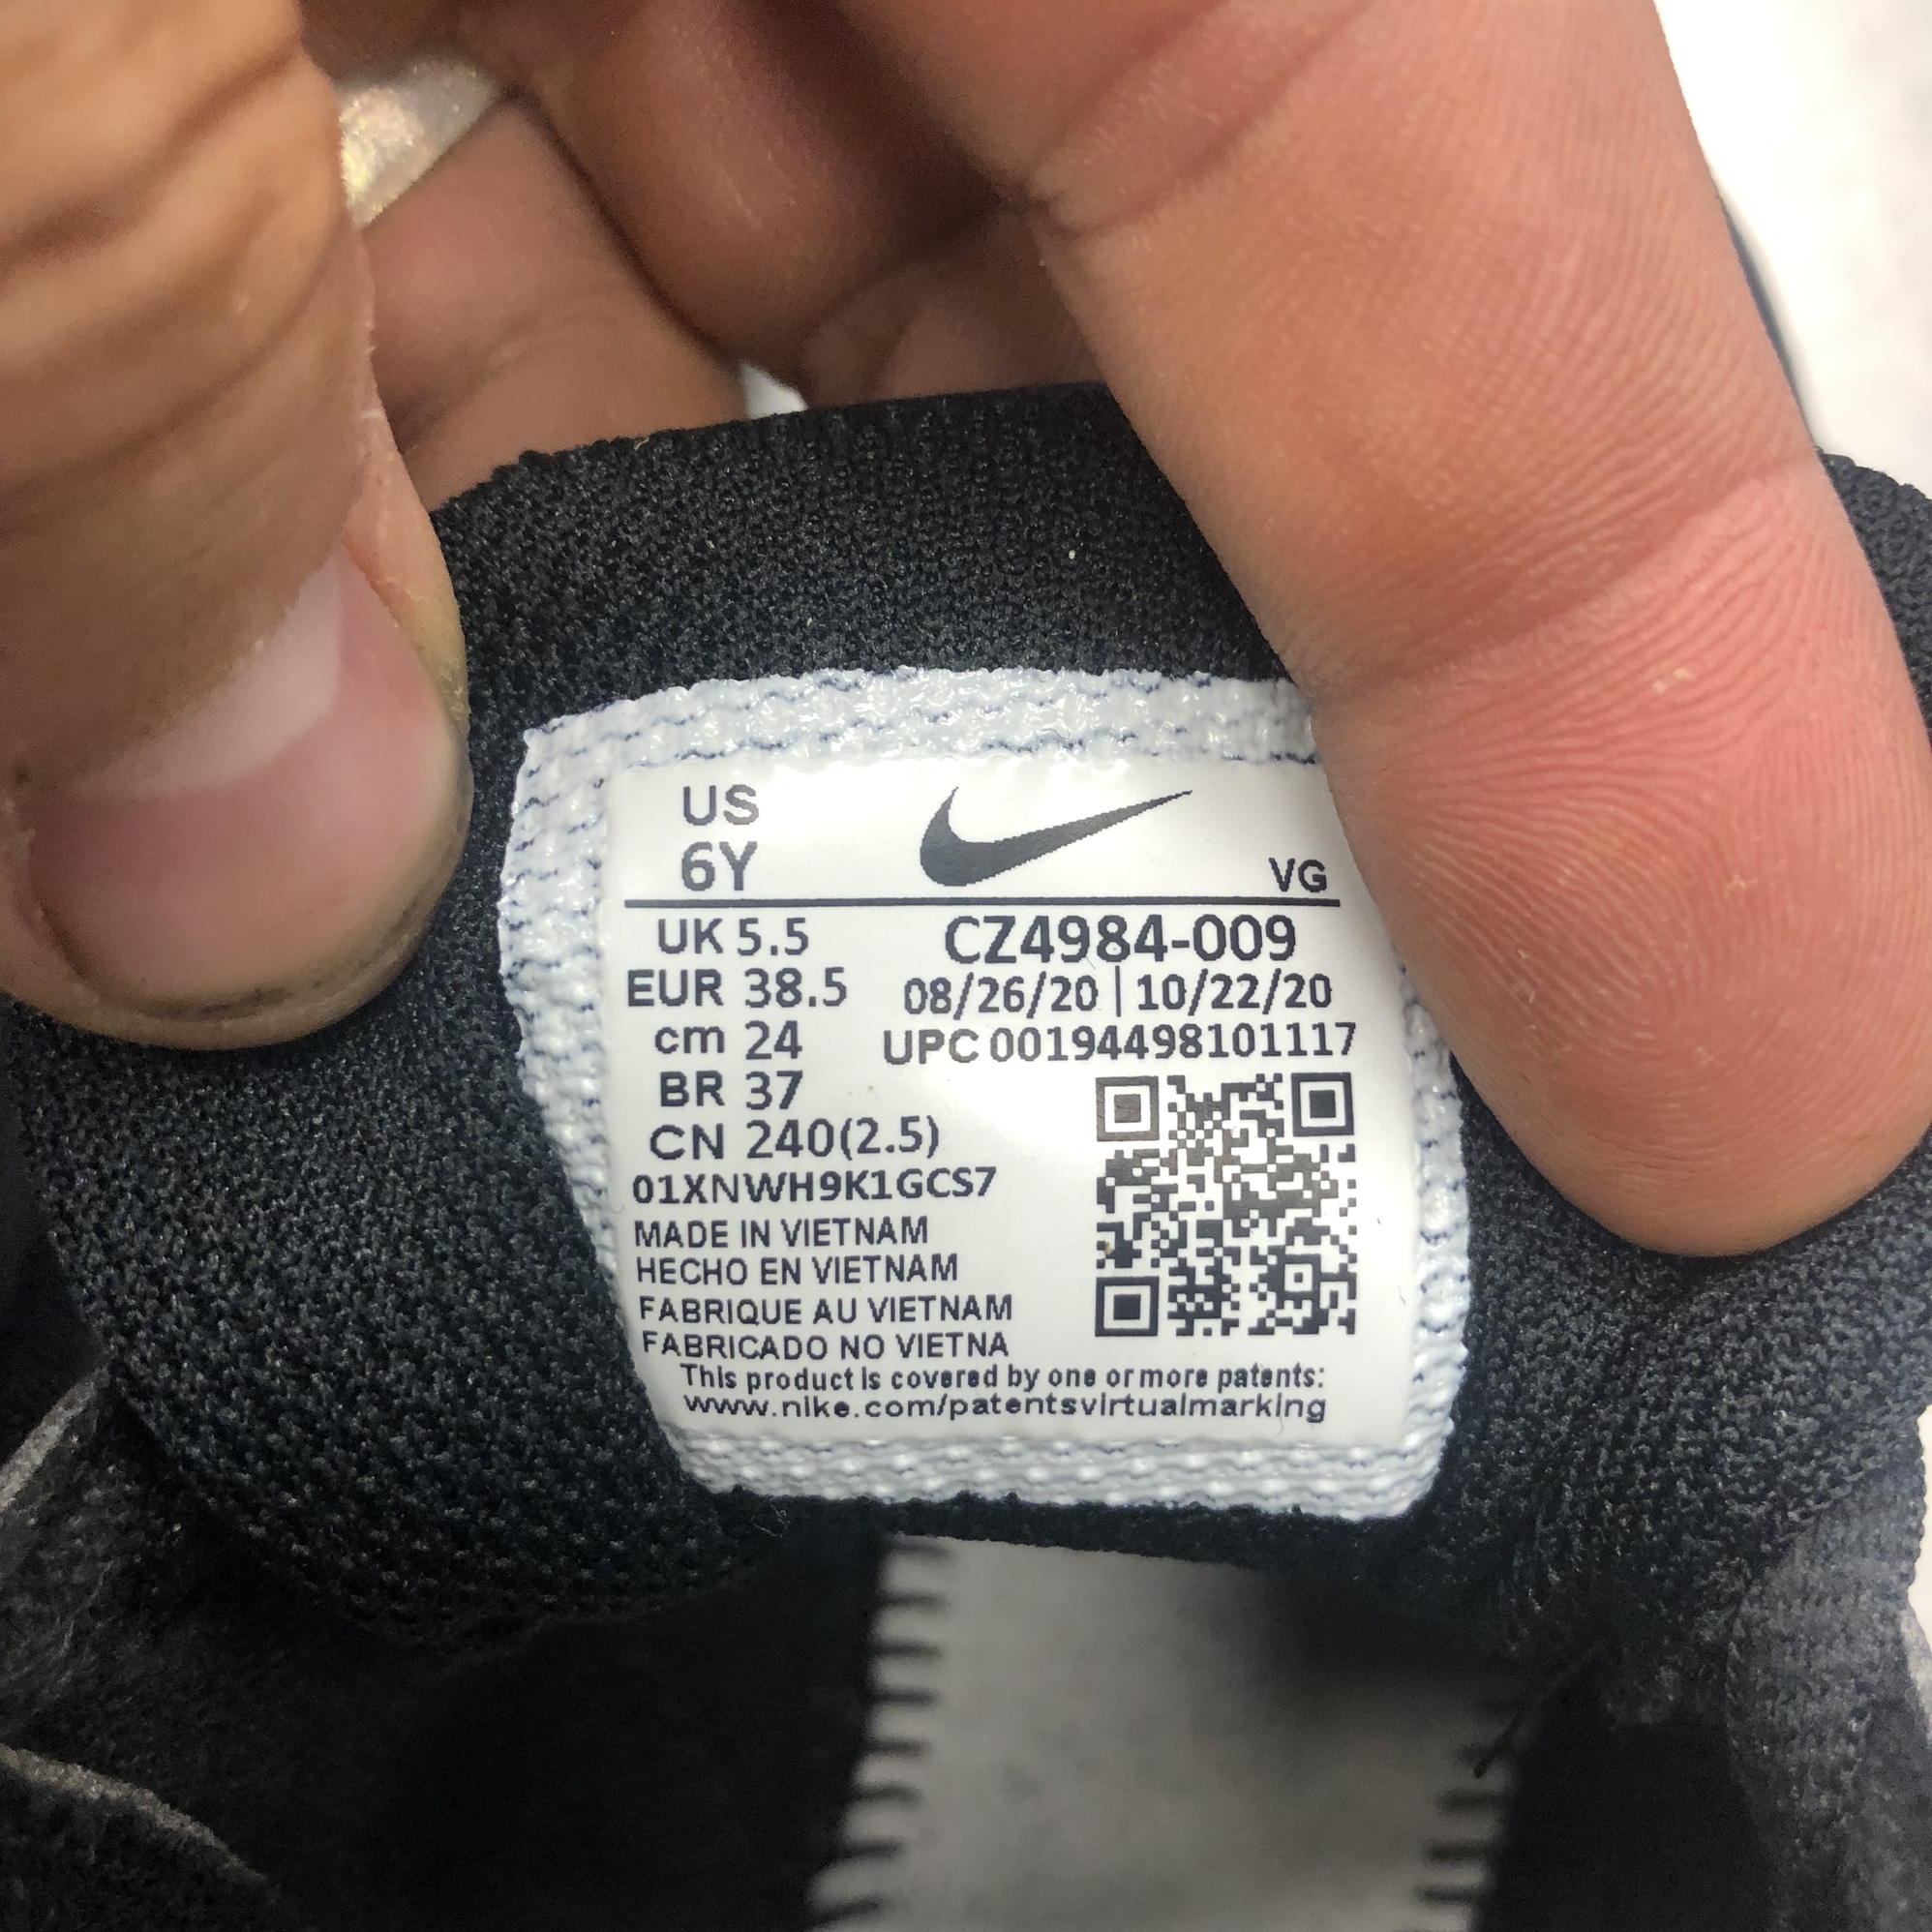 US
6Y
VG
UK 5.5
EUR 38.5
cm 24
BR 37
CN 240(2.5)
CZ4984-009
08/26/20 | 10/22/20
UPC 00194498101117
01XNWH9K1GCS7
MADE IN VIETNAM
HECHO EN VIETNAM
FABRIQUE AU VIETNAM
FABRICADO NO VIETNA
This product is covered by one or more patents:
www.nike.com/patentsvirtualmarking